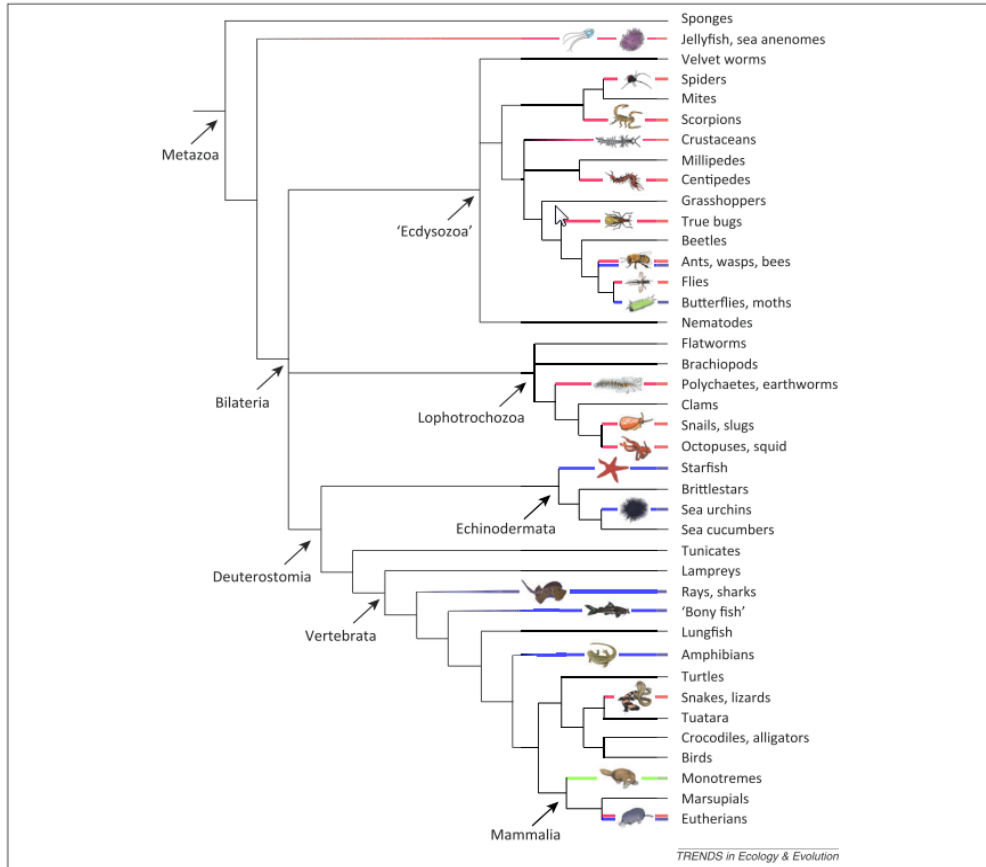 Sponges
Jellyfish, sea anenomes
Velvet worms
Spiders
Mites
Scorpions
Crustaceans
Metazoa
Millipedes
Centipedes
Grasshoppers
True bugs
'Ecdysozoa'
Beetles
Ants, wasps, bees
Flies
Butterflies, moths
Nematodes
Flatworms
Brachiopods
Polychaetes, earthworms
Bilateria
Lophotrochozoa
Clams
Snails, slugs
Octopuses, squid
Starfish
Brittlestars
Sea urchins
Echinodermata
Sea cucumbers
Tunicates
Deuterostomia
Lampreys
Rays, sharks
'Bony fish'
Vertebrata
Lungfish
Amphibians
Turtles
Snakes, lizards
Tuatara
Crocodiles, alligators
Birds
Monotremes
Marsupials
Eutherians
Mammalia
TRENDS in Ecology & Evolution